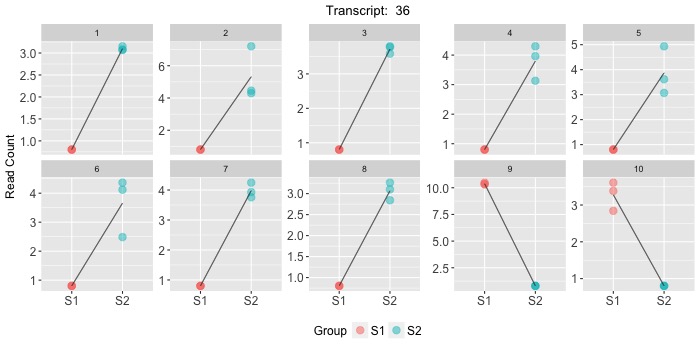 Transcript: 36
1 2 3 4 5
3.0 2.5 2.0 1.5 1.0
6 4 2
3 2 1
4 3 2 1
5 4 3 2 1
Read Count
6 7 8 9 10
4 3 2 1
4 3 2 1
3.0 2.5 2.0 1.5 1.0
10.0 7.5 5.0 2.5
3 2 1
S1 S2 S1 S2 S1 S2 S1 S2 S1 S2
Group S1 S2